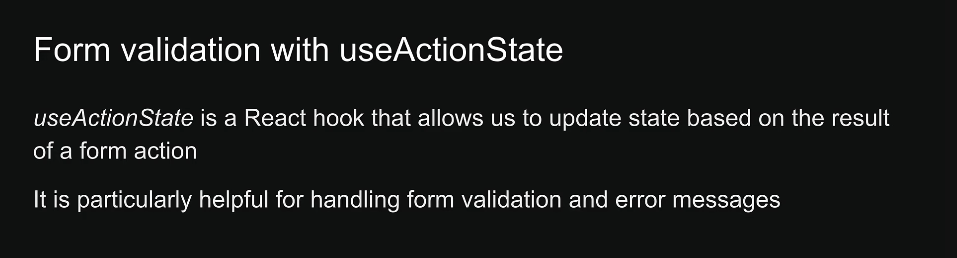 Form validation with useActionState
useActionState is a React hook that allows us to update state based on the result
of a form action
It is particularly helpful for handling form validation and error messages